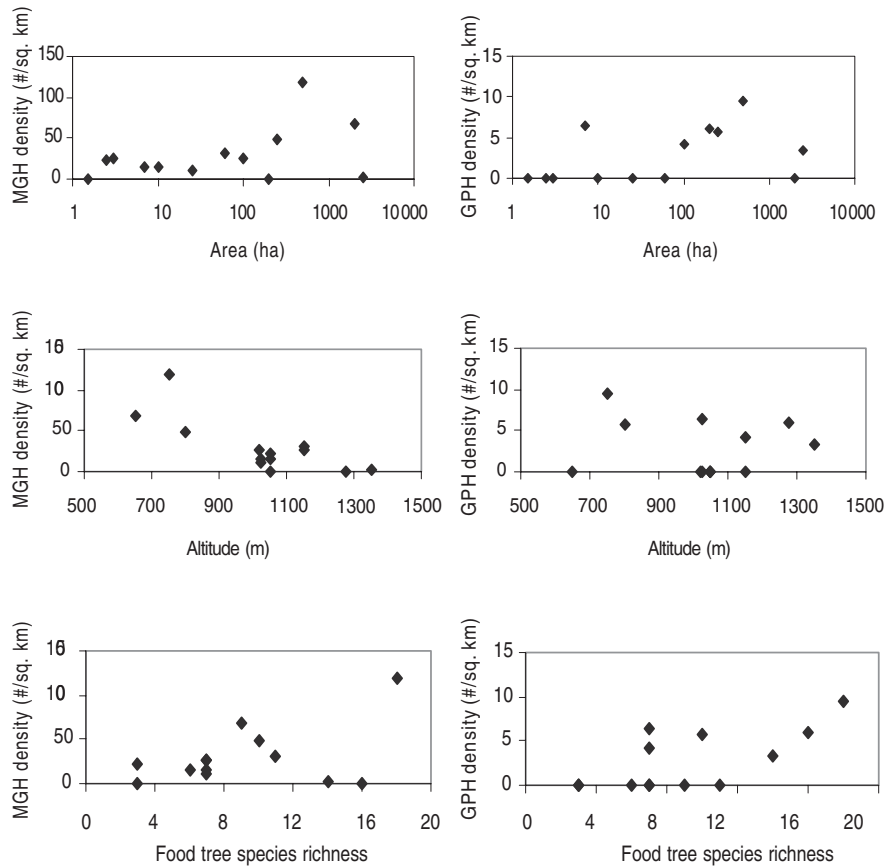 MGH density (#/sq. km)
150
100
50
0
1 10 100 1000 10000
Area (ha)
GPH density (#/sq. km)
15
10
5
0
1 10 100 1000 10000
Area (ha)
MGH density (#/sq. km)
50
0
500 700 900 1100 1300 1500
Altitude (m)
GPH density (#/sq. km)
15
10
5
0
500 700 900 1100 1300 1500
Altitude (m)
MGH density (#/sq. km)
50
0
0 4 8 12 16 20
Food tree species richness
GPH density (#/sq. km)
15
10
5
0
0 4 8 12 16 20
Food tree species richness